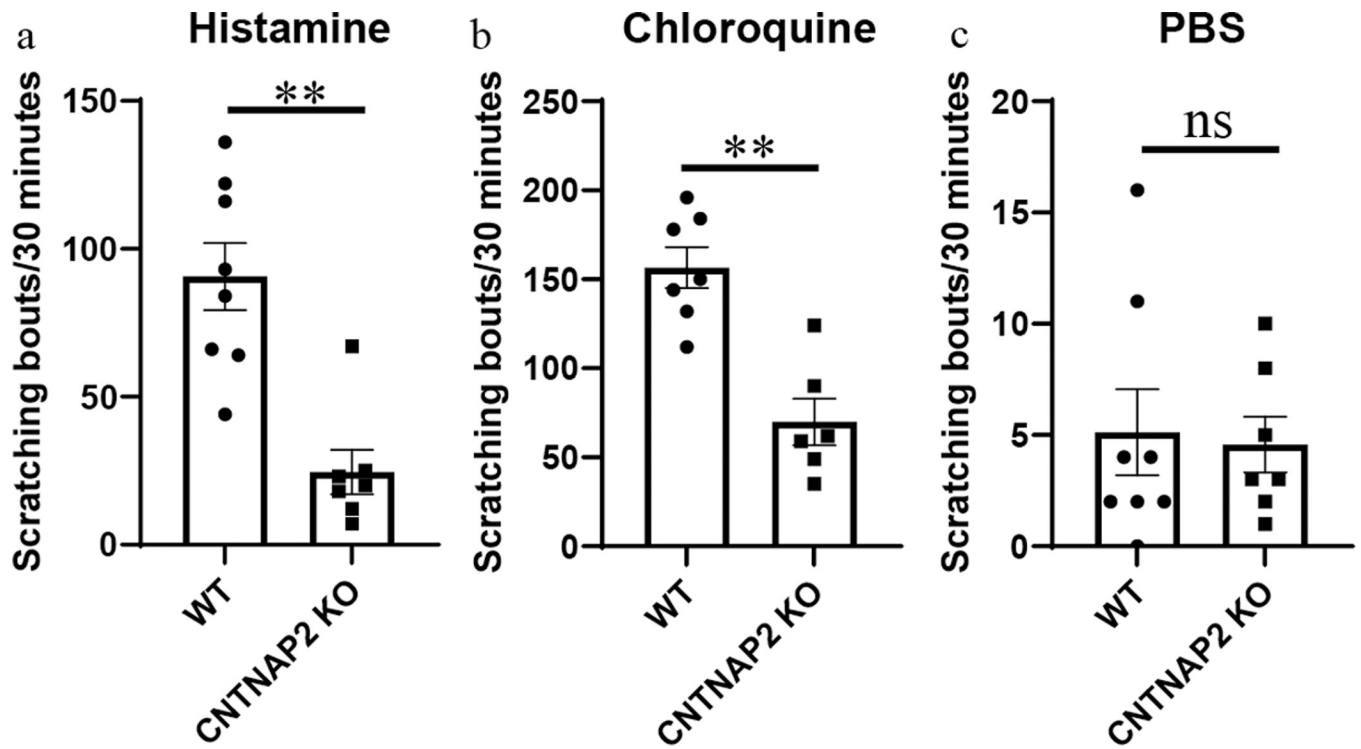 a
Histamine
Scratching bouts/30 minutes
150
100
50
0
**
WT
CNTNAP2 KO
b
Chloroquine
Scratching bouts/30 minutes
250
200
150
100
50
0
**
WT
CNTNAP2 KO
c
PBS
Scratching bouts/30 minutes
20
15
10
5
0
ns
WT
CNTNAP2 KO